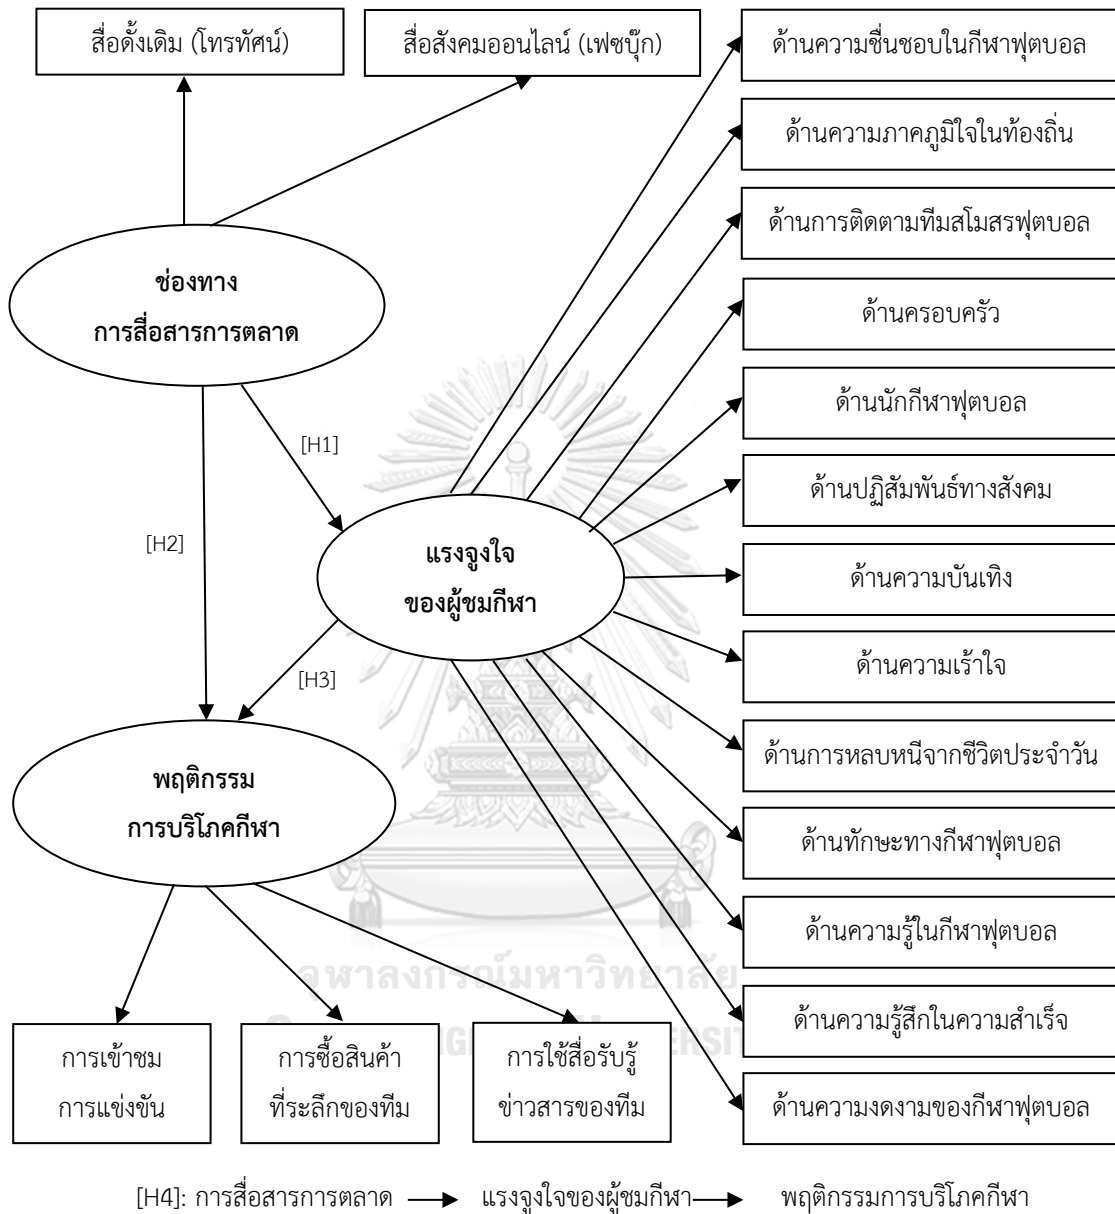 สื่อดั้งเดิม (โทรทัศน์)
สื่อสังคมออนไลน์ (เฟซบุ๊ก)
ด้านความชื่นชอบในกีฬาฟุตบอล
ด้านความภาคภูมิใจในท้องถิ่น
ด้านการติดตามทีมสโมสรฟุตบอล
ด้านครอบครัว
ด้านนักกีฬาฟุตบอล
ด้านปฏิสัมพันธ์ทางสังคม
ด้านความบันเทิง
ด้านความเร้าใจ
ด้านการหลบหนีจากชีวิตประจำวัน
ด้านทักษะทางกีฬาฟุตบอล
ด้านความรู้ในกีฬาฟุตบอล
ด้านความรู้สึกในความสำเร็จ
ด้านความงดงามของกีฬาฟุตบอล
ช่องทาง
การสื่อสารการตลาด
[H1]
[H2]
แรงจูงใจ
ของผู้ชมกีฬา
[H3]
พฤติกรรม
การบริโภคกีฬา
จุฬาลงกรณ์มหาวิทยาลัย
การเข้าชม
การแข่งขัน
การซื้อสินค้า
ที่ระลึกของทีม
การใช้สื่อรับรู้
ข่าวสารของทีม
[H4]: การสื่อสารการตลาด แรงจูงใจของผู้ชมกีฬา พฤติกรรมการบริโภคกีฬา